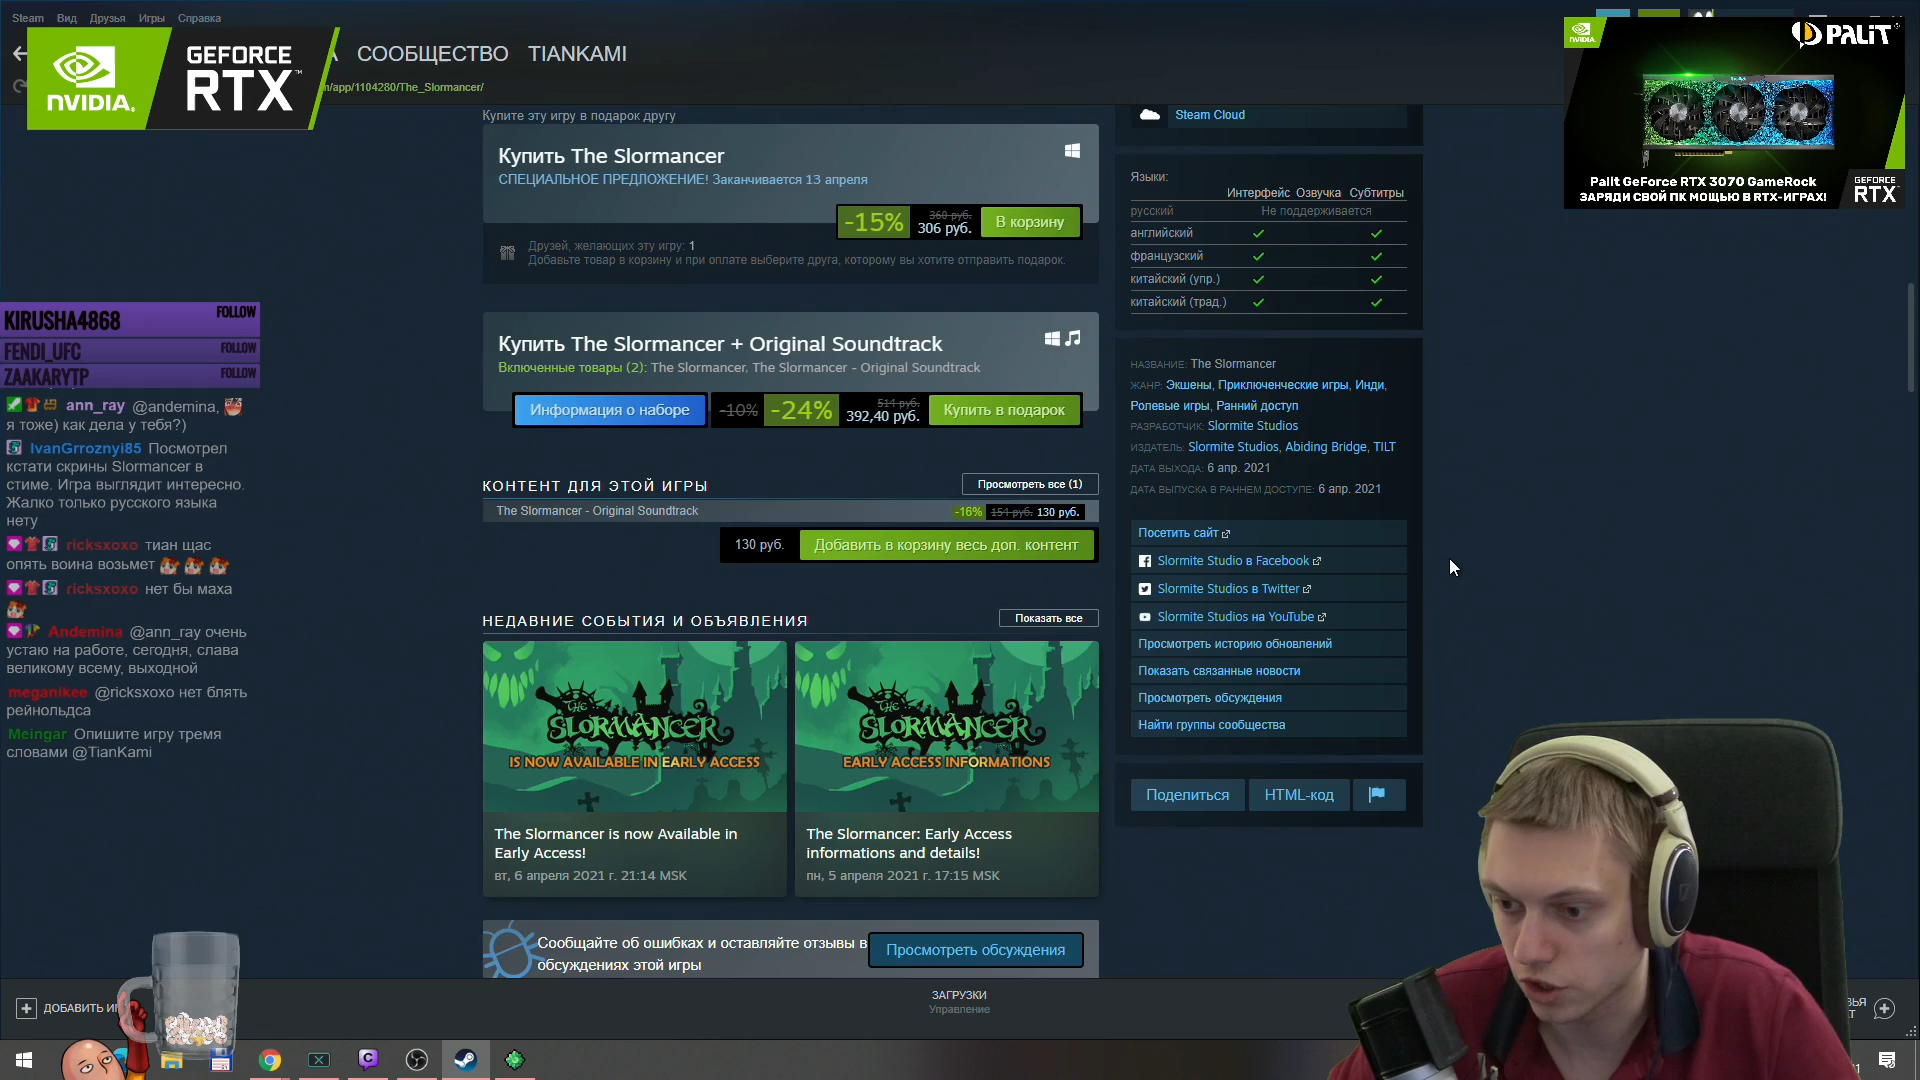 Steam Вид Друзья Игры Справка
NVIDIA.
GEFORCE
RTX™
СООБЩЕСТВО TIANKAMI
/app/1104280/The_Slormancer/
NVIDIA.
PALIT
Palit GeForce RTX 3070 GameRock
ЗАРЯДИ СВОЙ ПК МОЩЬЮ В RTX-ИГРАХ!
GEFORCE
RTX
Купите эту игру в подарок другу
Купить The Slormancer
СПЕЦИАЛЬНОЕ ПРЕДЛОЖЕНИЕ! Заканчивается 13 апреля
-15%
360 руб.
306 руб.
В корзину
Друзей, желающих эту игру: 1
Добавьте товар в корзину и при оплате выберите друга, которому вы хотите отправить подарок.
Купить The Slormancer + Original Soundtrack
Включенные товары (2): The Slormancer, The Slormancer - Original Soundtrack
Информация о наборе
-10%
-24%
514 руб.
392,40 руб.
Купить в подарок
КОНТЕНТ ДЛЯ ЭТОЙ ИГРЫ
Просмотреть все (1)
The Slormancer - Original Soundtrack
-16% 154 руб. 130 руб.
130 руб.
Добавить в корзину весь доп. контент
НЕДАВНИЕ СОБЫТИЯ И ОБЪЯВЛЕНИЯ
Показать все
THE
SLORMANCER
IS NOW AVAILABLE IN EARLY ACCESS
The Slormancer is now Available in
Early Access!
вт, 6 апреля 2021 г. 21:14 MSK
THE
SLORMANCER
EARLY ACCESS INFORMATIONS
The Slormancer: Early Access
informations and details!
пн, 5 апреля 2021 г. 17:15 MSK
Сообщайте об ошибках и оставляйте отзывы в
обсуждениях этой игры
Просмотреть обсуждения
Steam Cloud
Языки:
Интерфейс Озвучка Субтитры
русский Не поддерживается
английский
французский
китайский (упр.)
китайский (трад.)
НАЗВАНИЕ: The Slormancer
ЖАНР: Экшены, Приключенческие игры, Инди,
Ролевые игры, Ранний доступ
РАЗРАБОТЧИК: Slormite Studios
ИЗДАТЕЛЬ: Slormite Studios, Abiding Bridge, TILT
ДАТА ВЫХОДА: 6 апр. 2021
ДАТА ВЫПУСКА В РАННЕМ ДОСТУПЕ: 6 апр. 2021
Посетить сайт
Slormite Studio в Facebook
Slormite Studios в Twitter
Slormite Studios на YouTube
Просмотреть историю обновлений
Показать связанные новости
Просмотреть обсуждения
Найти группы сообщества
Поделиться
HTML-код
KIRUSHA4868 FOLLOW
FENDI_UFC FOLLOW
ZAAKARYTP FOLLOW
ann_ray @andemina,
я тоже) как дела у тебя?)
IvanGrroznyi85 Посмотрел
кстати скрины Slormancer в
стиме. Игра выглядит интересно.
Жалко только русского языка
нету
ricksxoxo тиан щас
опять воина возьмет
ricksxoxo нет бы маха
Andemina @ann_ray очень
устаю на работе, сегодня, слава
великому всему, выходной
meganikee @ricksxoxo нет блять
рейнольдса
Meingar Опишите игру тремя
словами @TianKami
ДОБАВИТЬ И
ЗАГРУЗКИ
Управление